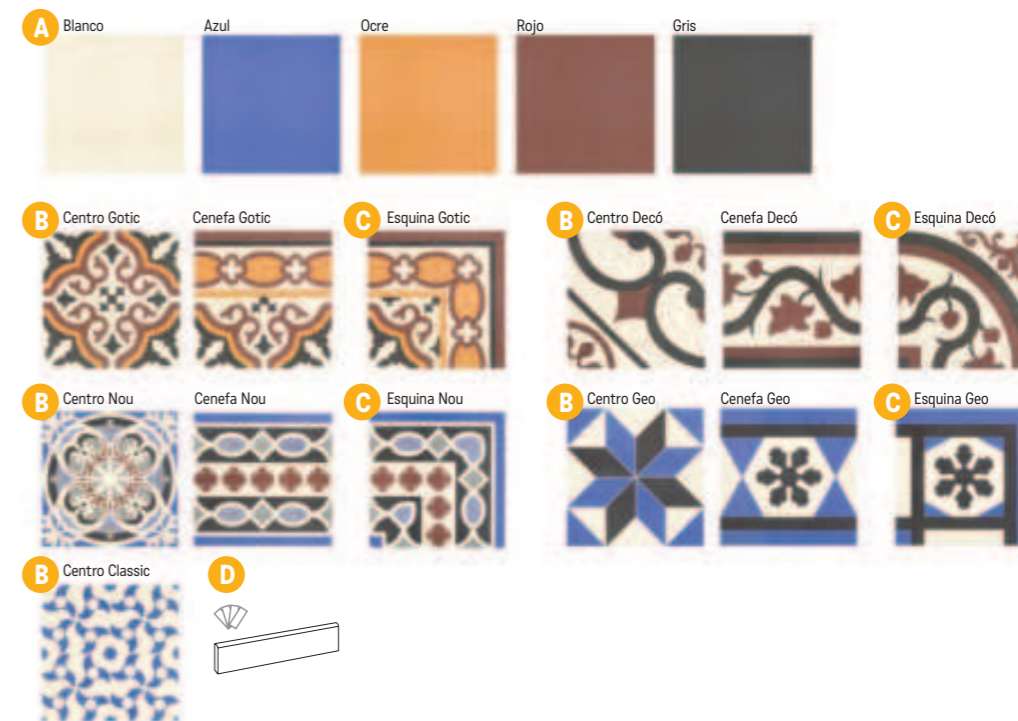 A Blanco Azul Ocre Rojo Gris
B Centro Gotic Cenefa Gotic C Esquina Gotic B Centro Decó Cenefa Decó C Esquina Decó
B Centro Nou Cenefa Nou C Esquina Nou B Centro Geo Cenefa Geo C Esquina Geo
B Centro Classic D